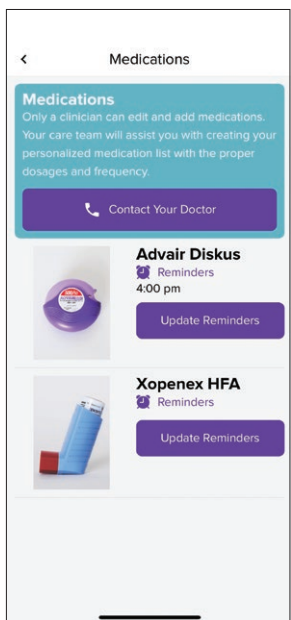 Medications
Medications
Only a clinician can edit and add medications.
Your care team will assist you with creating your
personalized medication list with the proper
dosages and frequency.
Contact Your Doctor
Advair Diskus
Reminders
4:00 pm
Update Reminders
Xopenex HFA
Reminders
Update Reminders